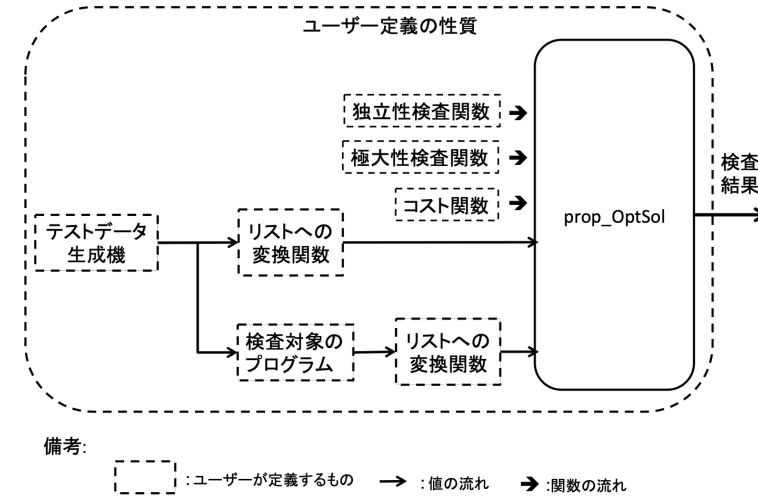 ユーザー定義の性質
独立性検査関数
極大性検査関数
コスト関数
検査
結果
prop_OptSol
テストデータ
生成機
リストへの
変換関数
検査対象の
プログラム
リストへの
変換関数
備考:
:ユーザーが定義するもの
:値の流れ
:関数の流れ